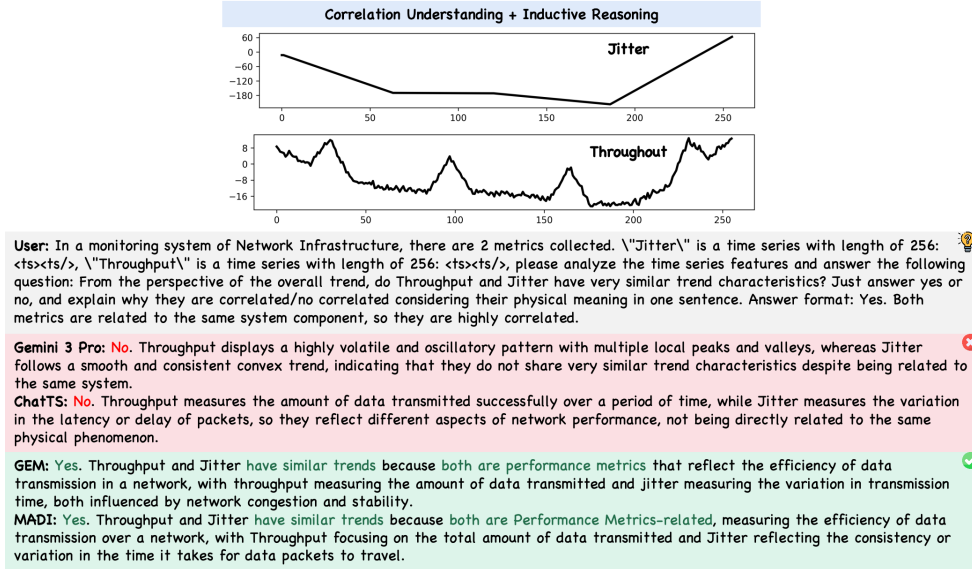 Correlation Understanding + Inductive Reasoning
Jitter
60
0
−60
−120
−180
0 50 100 150 200 250
Throughout
8
0
−8
−16
0 50 100 150 200 250
User: In a monitoring system of Network Infrastructure, there are 2 metrics collected. \"Jitter\" is a time series with length of 256:
<ts><ts/>, \"Throughput\" is a time series with length of 256: <ts><ts/>, please analyze the time series features and answer the following
question: From the perspective of the overall trend, do Throughput and Jitter have very similar trend characteristics? Just answer yes or
no, and explain why they are correlated/no correlated considering their physical meaning in one sentence. Answer format: Yes. Both
metrics are related to the same system component, so they are highly correlated.
Gemini 3 Pro: No. Throughput displays a highly volatile and oscillatory pattern with multiple local peaks and valleys, whereas Jitter
follows a smooth and consistent convex trend, indicating that they do not share very similar trend characteristics despite being related to
the same system.
ChatTS: No. Throughput measures the amount of data transmitted successfully over a period of time, while Jitter measures the variation
in the latency or delay of packets, so they reflect different aspects of network performance, not being directly related to the same
physical phenomenon.
GEM: Yes. Throughput and Jitter have similar trends because both are performance metrics that reflect the efficiency of data
transmission in a network, with throughput measuring the amount of data transmitted and jitter measuring the variation in transmission
time, both influenced by network congestion and stability.
MADI: Yes. Throughput and Jitter have similar trends because both are Performance Metrics-related, measuring the efficiency of data
transmission over a network, with Throughput focusing on the total amount of data transmitted and Jitter reflecting the consistency or
variation in the time it takes for data packets to travel.